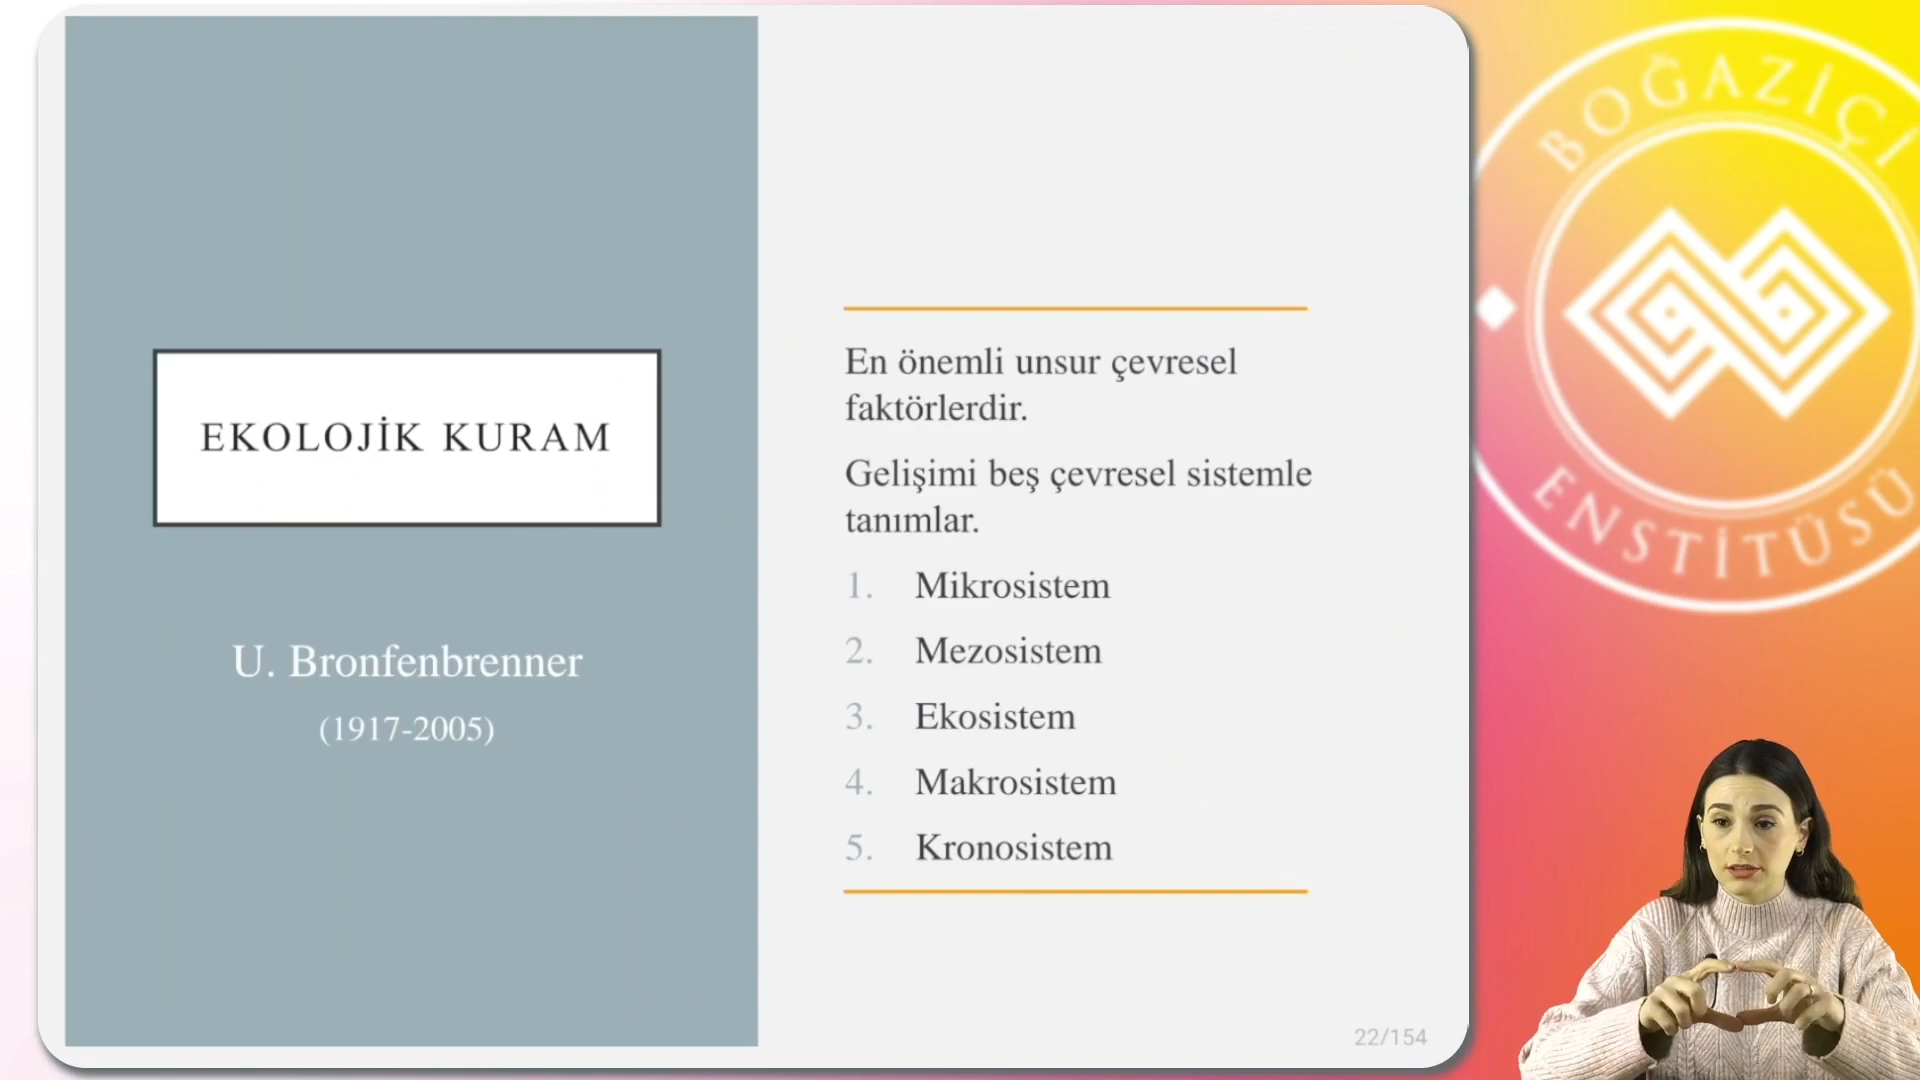 EKOLOJİK KURAM
U. Bronfenbrenner
(1917-2005)
En önemli unsur çevresel
faktörlerdir.
Gelişimi beş çevresel sistemle
tanımlar.
1. Mikrosistem
2. Mezosistem
3. Ekosistem
4. Makrosistem
5. Kronosistem
22/154
BOĞAZİÇİ
ENSTİTÜSÜ